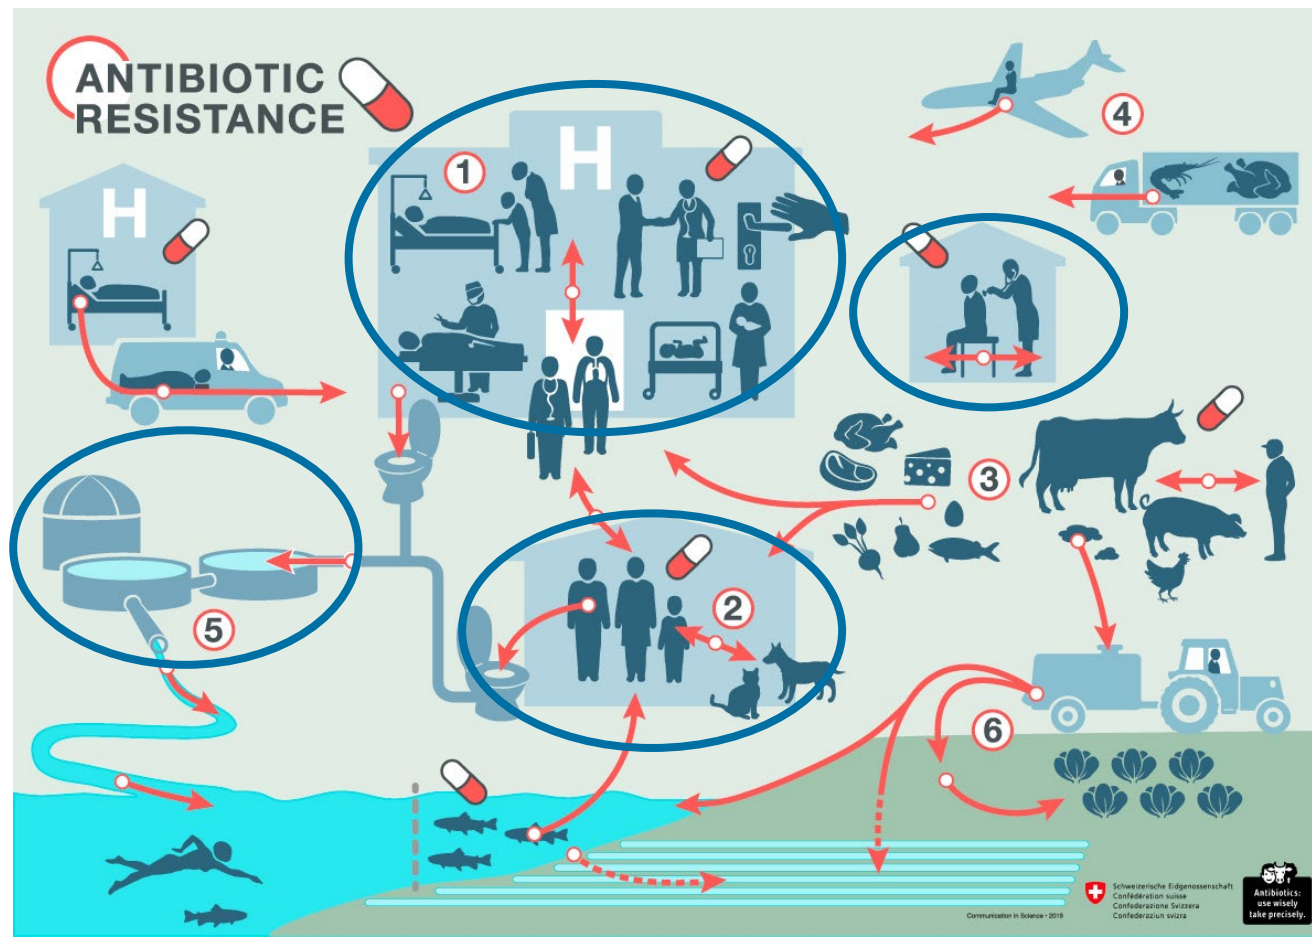 ANTIBIOTIC
RESISTANCE
H
1
H
4
3
5
2
6
Communication in Science • 2019
Schweizerische Eidgenossenschaft
Confédération suisse
Confederazione Svizzera
Confederaziun svizra
Antibiotics:
use wisely
take precisely.